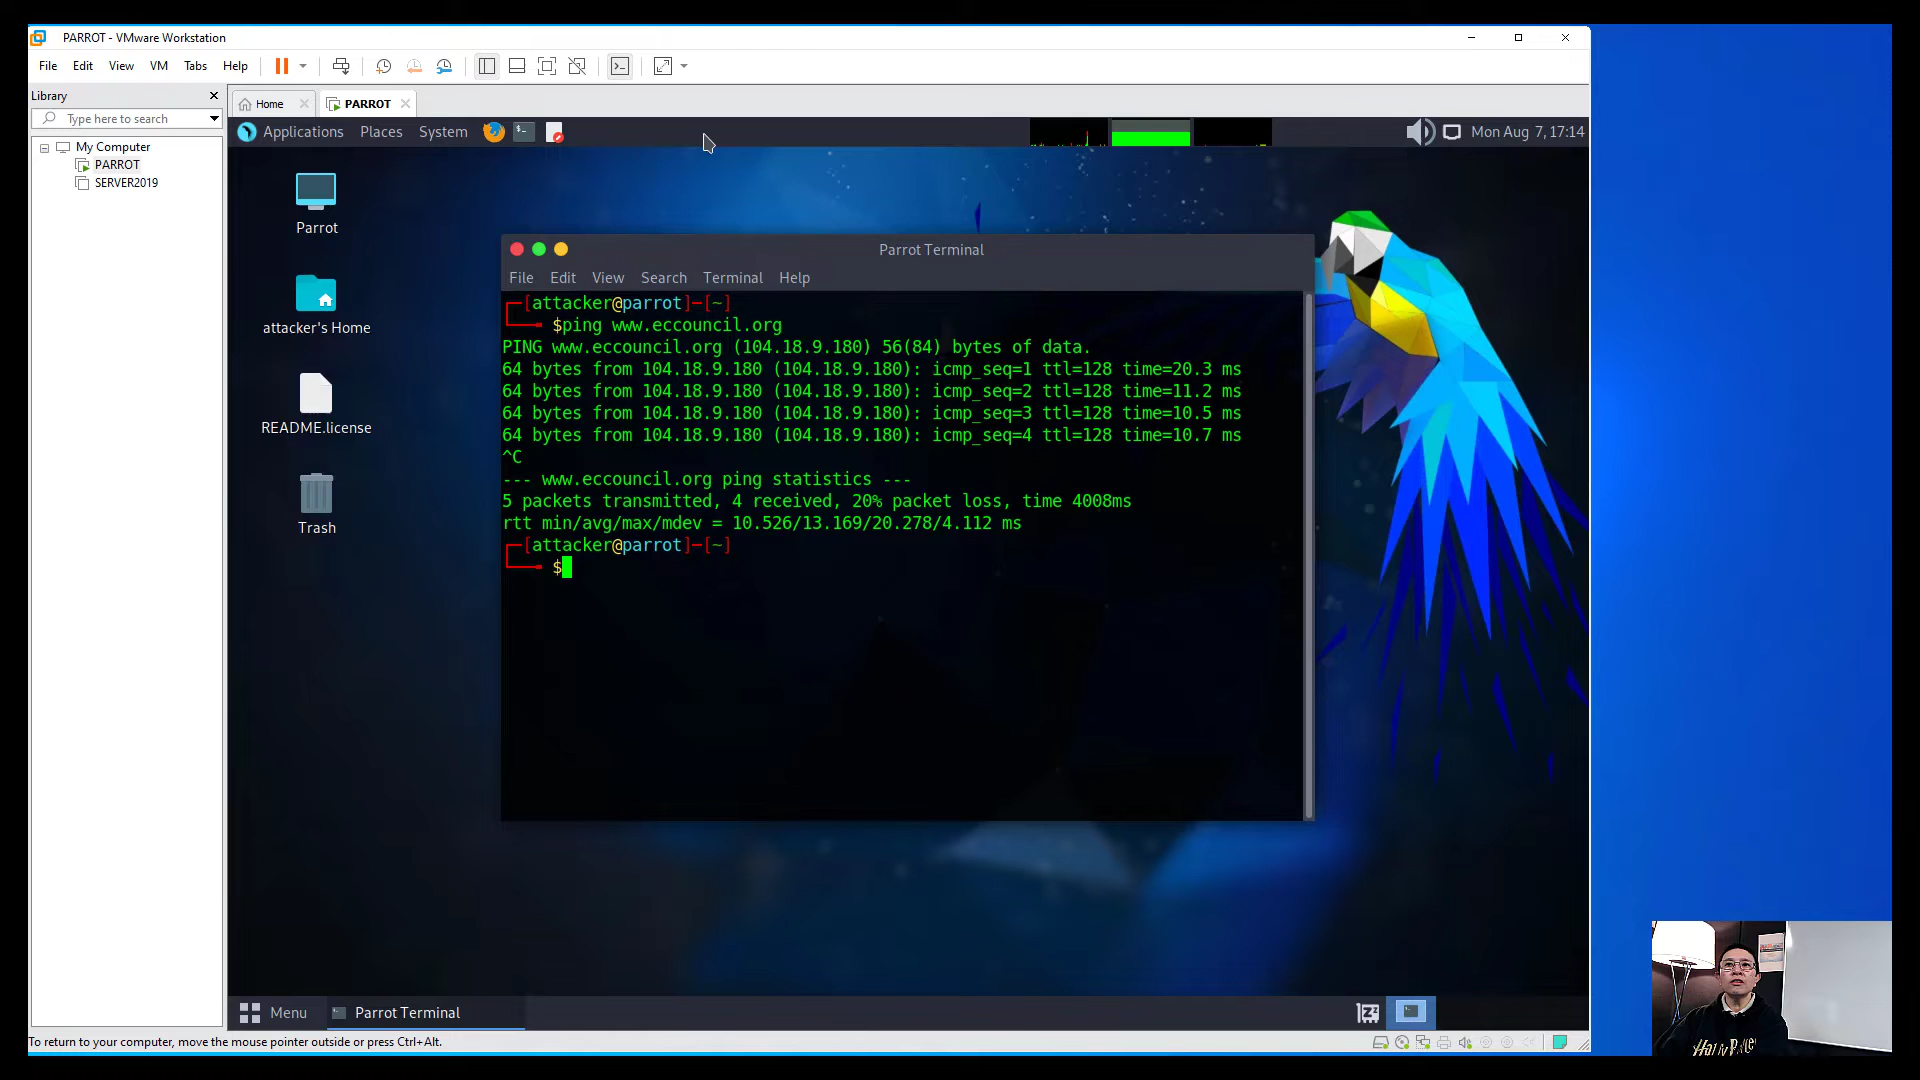 PARROT - VMware Workstation
File Edit View VM Tabs Help
Library
Type here to search
My Computer
PARROT
SERVER2019
Home
PARROT
Applications Places System
Mon Aug 7, 17:14
Parrot
attacker's Home
README.license
Trash
Parrot Terminal
File Edit View Search Terminal Help
[attacker@parrot]-[~]
$ping www.eccouncil.org
PING www.eccouncil.org (104.18.9.180) 56(84) bytes of data.
64 bytes from 104.18.9.180 (104.18.9.180): icmp_seq=1 ttl=128 time=20.3 ms
64 bytes from 104.18.9.180 (104.18.9.180): icmp_seq=2 ttl=128 time=11.2 ms
64 bytes from 104.18.9.180 (104.18.9.180): icmp_seq=3 ttl=128 time=10.5 ms
64 bytes from 104.18.9.180 (104.18.9.180): icmp_seq=4 ttl=128 time=10.7 ms
^C
--- www.eccouncil.org ping statistics ---
5 packets transmitted, 4 received, 20% packet loss, time 4008ms
rtt min/avg/max/mdev = 10.526/13.169/20.278/4.112 ms
[attacker@parrot]-[~]
$
Menu
Parrot Terminal
To return to your computer, move the mouse pointer outside or press Ctrl+Alt.
Harry Potter